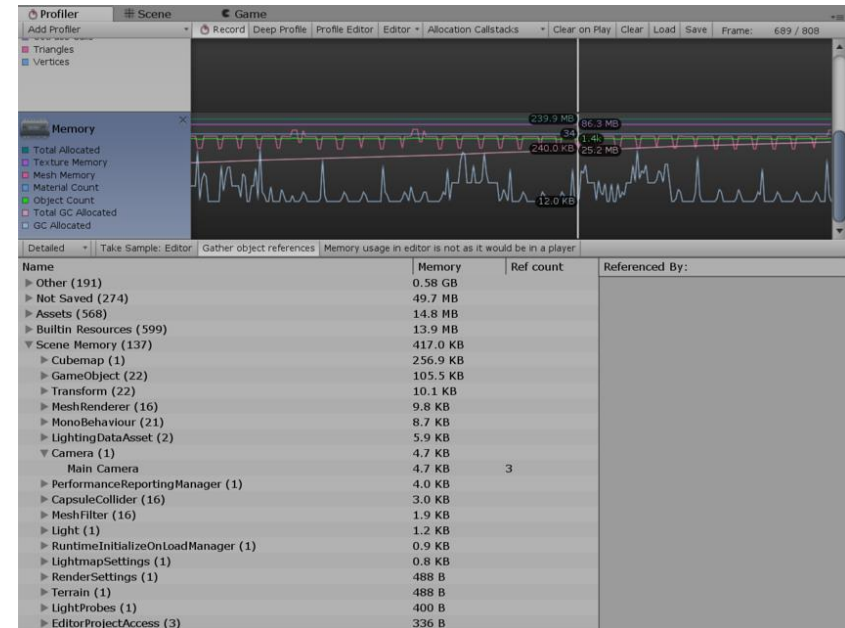 Profiler Scene Game
Add Profiler Record Deep Profile Profile Editor Editor Allocation Callstacks Clear on Play Clear Load Save Frame: 689 / 808
Triangles
Vertices
Memory
Total Allocated
Texture Memory
Mesh Memory
Material Count
Object Count
Total GC Allocated
GC Allocated
239.9 MB 86.3 MB
34 1.4k
240.0 KB 25.2 MB
12.0 KB
Detailed Take Sample: Editor Gather object references Memory usage in editor is not as it would be in a player
Name Memory Ref count Referenced By:
Other (191) 0.58 GB
Not Saved (274) 49.7 MB
Assets (568) 14.8 MB
Builtin Resources (599) 13.9 MB
Scene Memory (137) 417.0 KB
Cubemap (1) 256.9 KB
GameObject (22) 105.5 KB
Transform (22) 10.1 KB
MeshRenderer (16) 9.8 KB
MonoBehaviour (21) 8.7 KB
LightingDataAsset (2) 5.9 KB
Camera (1) 4.7 KB
Main Camera 4.7 KB 3
PerformanceReportingManager (1) 4.0 KB
CapsuleCollider (16) 3.0 KB
MeshFilter (16) 1.9 KB
Light (1) 1.2 KB
RuntimeInitializeOnLoadManager (1) 0.9 KB
LightmapSettings (1) 0.8 KB
RenderSettings (1) 488 B
Terrain (1) 488 B
LightProbes (1) 400 B
EditorProjectAccess (3) 336 B